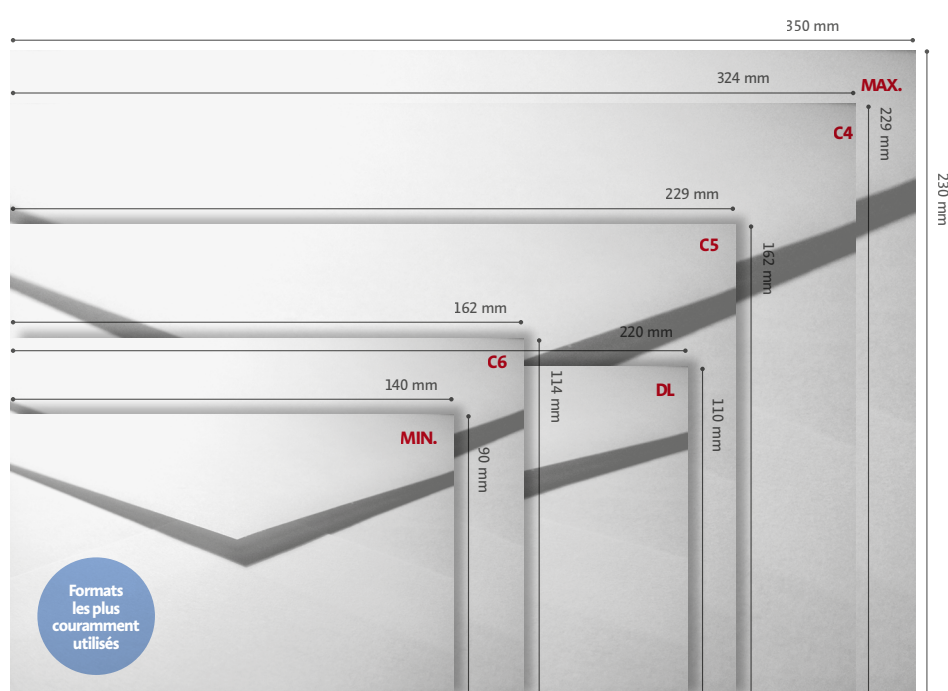 350 mm
324 mm
MAX.
229 mm
C4
230 mm
229 mm
C5
162 mm
162 mm
220 mm
C6
114 mm
DL
140 mm
110 mm
MIN.
90 mm
Formats
les plus
couramment
utilisés